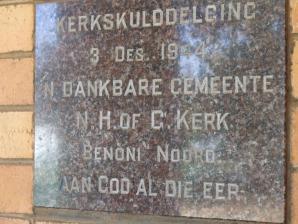 KERKSKULDDELGING
3 DES. 1944
'N DANKBARE GEMEENTE
N. H. OF G. KERK
BENONI NOORD.
AAN GOD AL DIE EER-